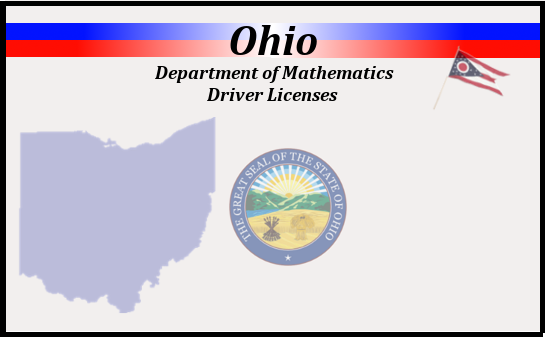 Ohio
Department of Mathematics
Driver Licenses
THE GREAT SEAL OF THE STATE OF OHIO